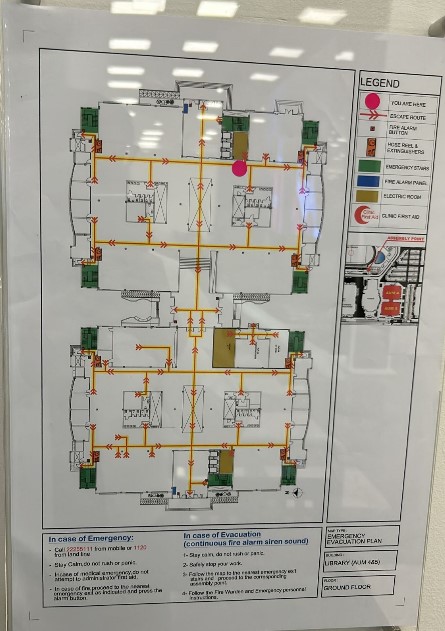 LEGEND
YOU ARE HERE
ESCAPE ROUTE
FIRE ALARM
BUTTON
HOSE REEL &
EXTINGUISHERS
EMERGENCY STAIRS
FIRE ALARM PANEL
ELECTRIC ROOM
CLINIC FIRST AID
ASSEMBLY POINT
In case of Emergency:
- Call 22235111 from mobile or 1120
from land line
- Stay Calm, do not rush or panic.
- Incase of medical emergency, do not
attempt to administrator first aid.
- In case of fire, proceed to the nearest
emergency exit as indicated and press the
alarm button.
In case of Evacuation
(continuous fire alarm siren sound)
1- Stay calm, do not rush or panic.
2- Safely stop your work.
3- Follow the map to the nearest emergency exit
stairs and proceed to the corresponding
assembly point.
4- Follow the Fire Warden and Emergency personnel
instructions.
MAP TYPE:
EMERGENCY
EVACUATION PLAN
BUILDING:
LIBRARY (AUM 4&5)
FLOOR:
GROUND FLOOR